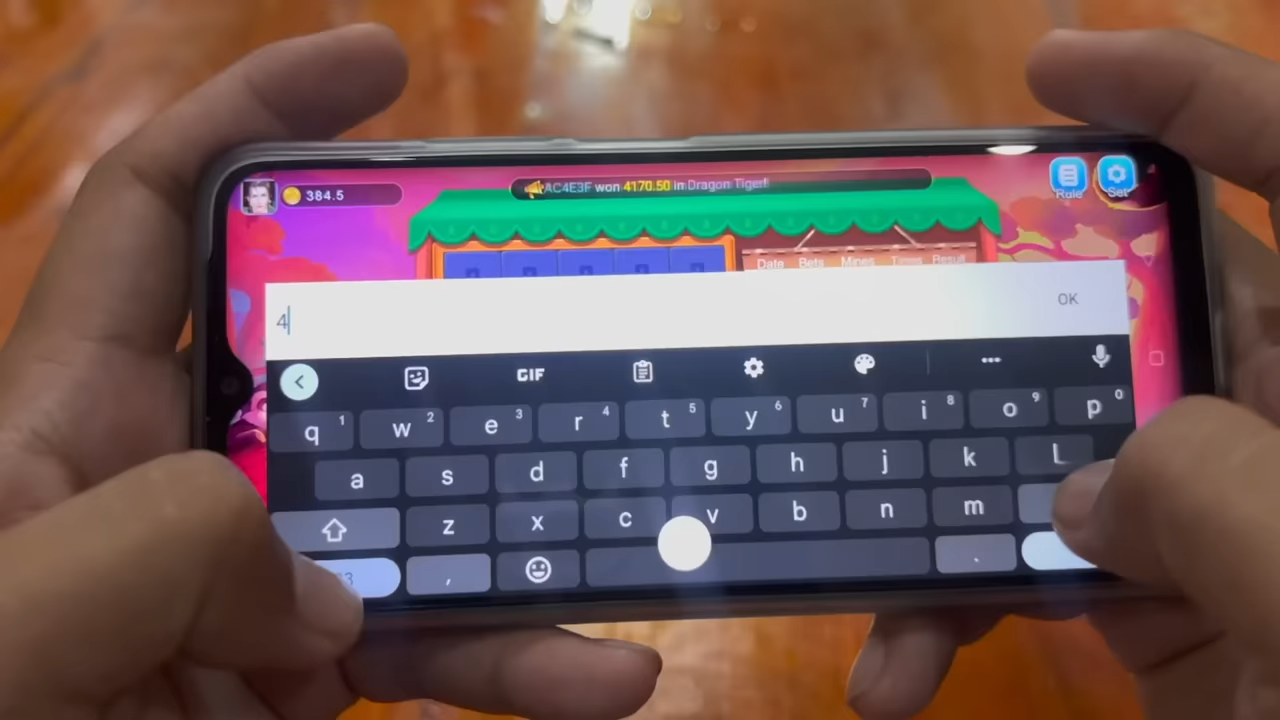 384.5
AC4E3F won 4170.50 in Dragon Tiger!
Rule
Set
Date Bets Mines Times Result
4
OK
GIF
q 1 w 2 e 3 r 4 t 5 y 6 u 7 i 8 o 9 p 0
a s d f g h j k L
z x c v b n m
, .